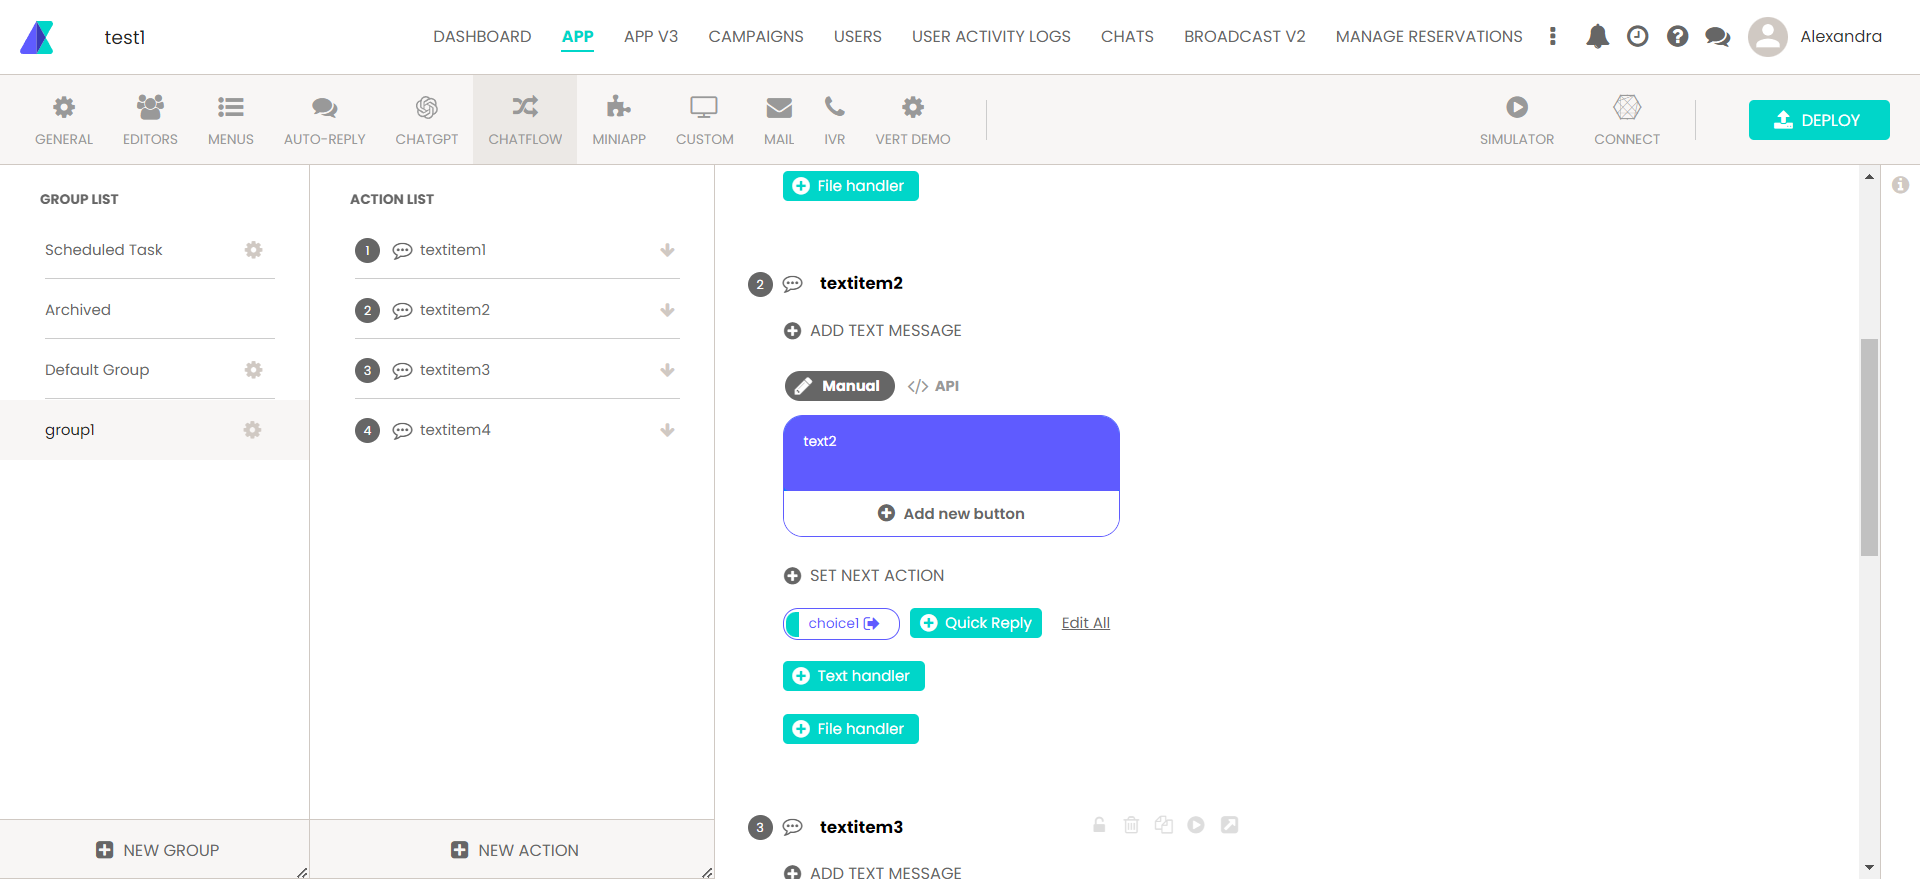 test1
DASHBOARD APP APP V3 CAMPAIGNS USERS USER ACTIVITY LOGS CHATS BROADCAST V2 MANAGE RESERVATIONS Alexandra
GENERAL EDITORS MENUS AUTO-REPLY CHATGPT CHATFLOW MINIAPP CUSTOM MAIL IVR VERT DEMO SIMULATOR CONNECT DEPLOY
GROUP LIST
Scheduled Task
Archived
Default Group
group1
NEW GROUP
ACTION LIST
1 textitem1
2 textitem2
3 textitem3
4 textitem4
NEW ACTION
File handler
2 textitem2
ADD TEXT MESSAGE
Manual </> API
text2
Add new button
SET NEXT ACTION
choice1 Quick Reply Edit All
Text handler
File handler
3 textitem3
ADD TEXT MESSAGE